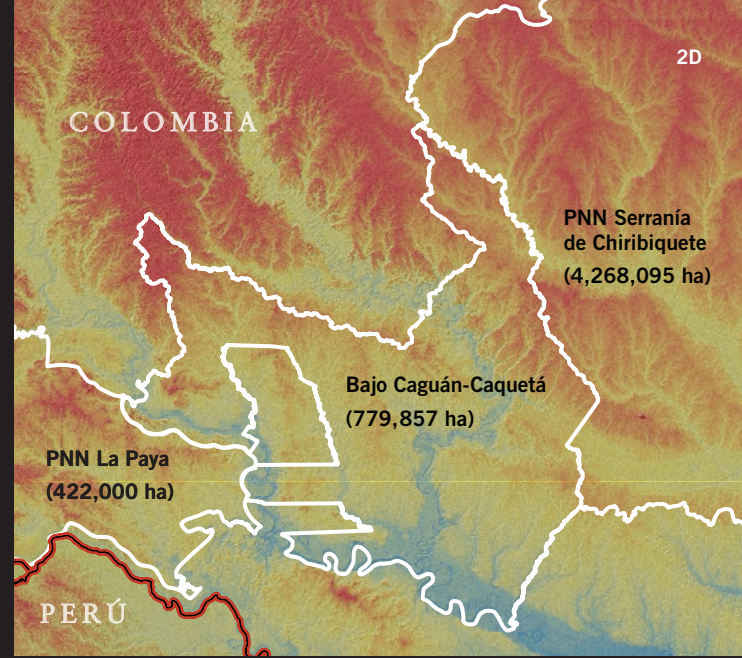 2D
COLOMBIA
PNN Serranía
de Chiribiquete
(4,268,095 ha)
Bajo Caguán-Caquetá
(779,857 ha)
PNN La Paya
(422,000 ha)
PERÚ